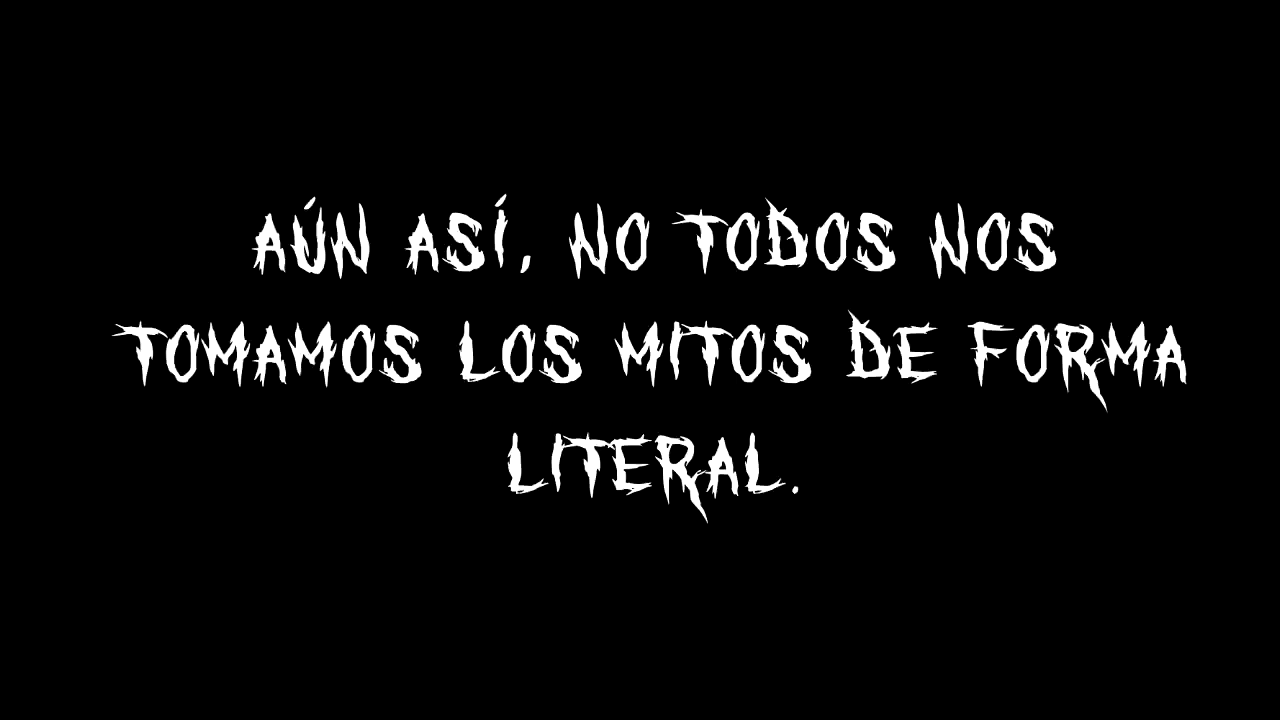 AÚN ASÍ, NO TODOS NOS
TOMAMOS LOS MITOS DE FORMA
LITERAL.